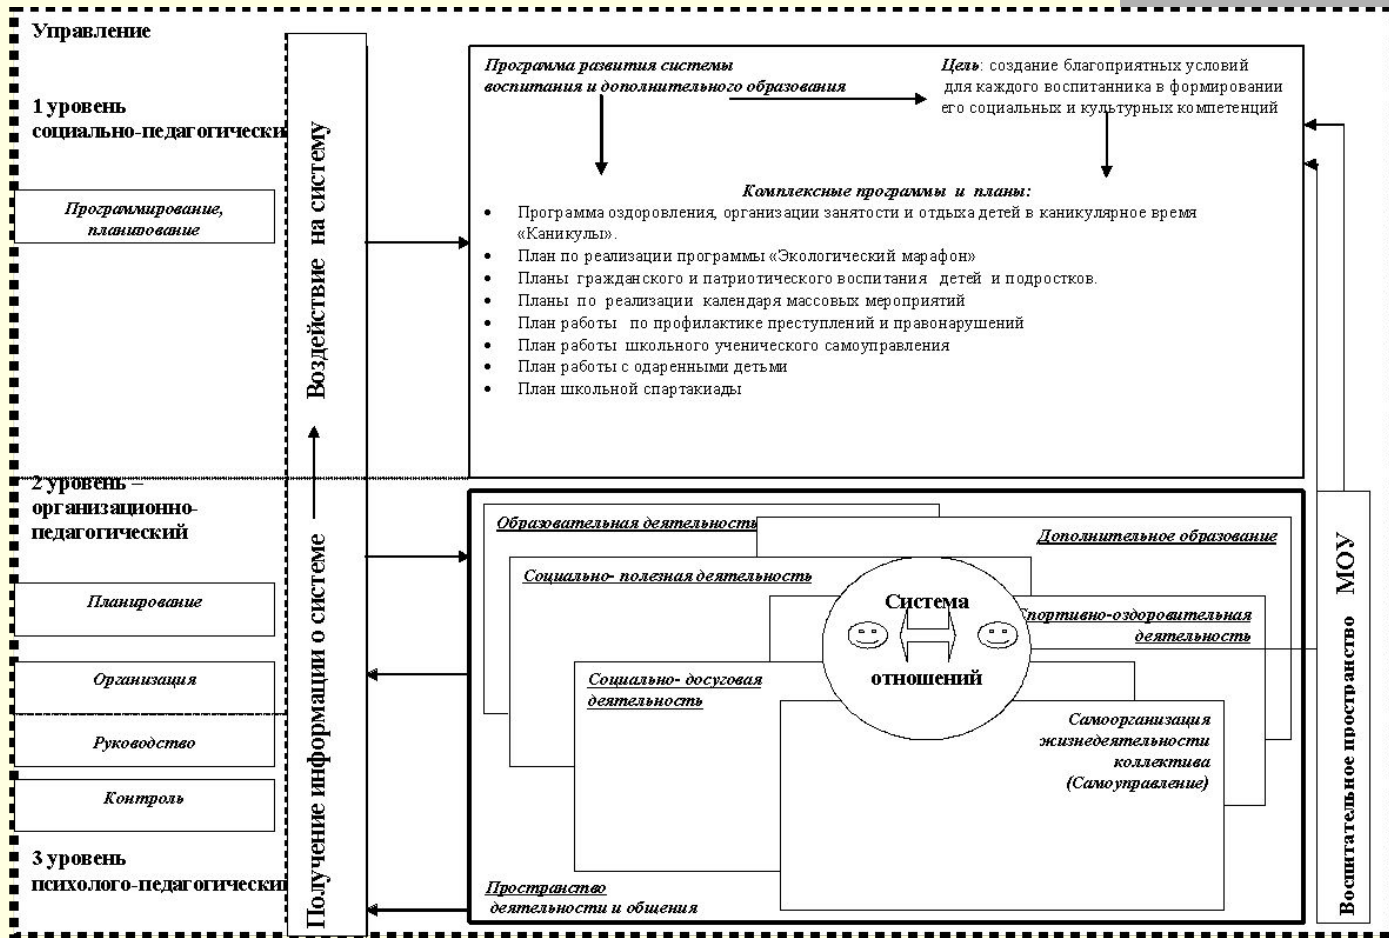 Управление
1 уровень
социально-педагогически
Программирование,
планирование
2 уровень –
организационно-
педагогический
Планирование
Организация
Руководство
Контроль
3 уровень
психолого-педагогически
Получение информации о системе
Воздействие на систему
Программа развития системы
воспитания и дополнительного образования
Цель: создание благоприятных условий
для каждого воспитанника в формировании
его социальных и культурных компетенций
Комплексные программы и планы:
• Программа оздоровления, организации занятости и отдыха детей в каникулярное время
«Каникулы».
• План по реализации программы «Экологический марафон»
• Планы гражданского и патриотического воспитания детей и подростков.
• Планы по реализации календаря массовых мероприятий
• План работы по профилактике преступлений и правонарушений
• План работы школьного ученического самоуправления
• План работы с одаренными детьми
• План школьной спартакиады
Образовательная деятельность
Дополнительное образование
Социально- полезная деятельность
Система
отношений
Спортивно-оздоровительная
деятельность
Социально- досуговая
деятельность
Самоорганизация
жизнедеятельности
коллектива
(Самоуправление)
Пространство
деятельности и общения
Воспитательное пространство МОУ